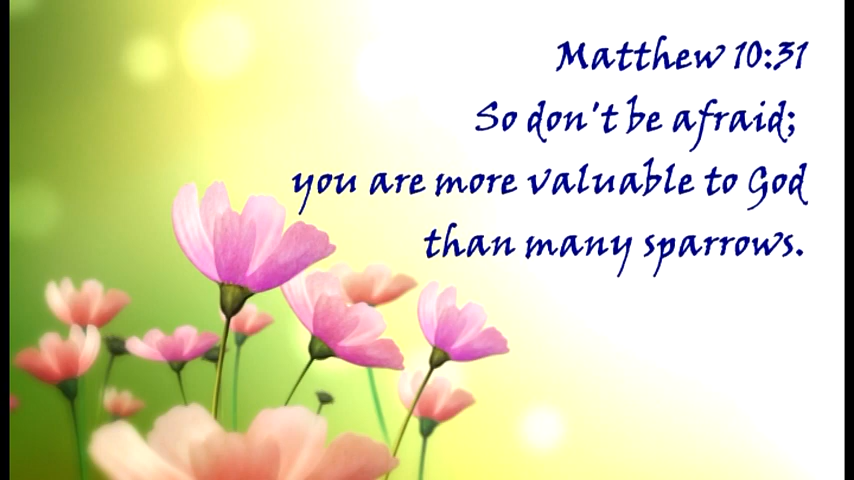 Matthew 10:31
So don't be afraid;
you are more valuable to God
than many sparrows.